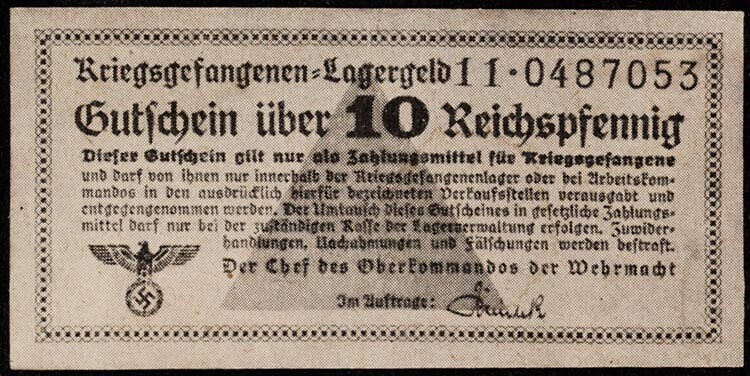 Kriegsgefangenen-Lagergeld 11·0487053
Gutschein über 10 Reichspfennig
Dieser Gutschein gilt nur als Zahlungsmittel für Kriegsgefangene
und darf von ihnen nur innerhalb der Kriegsgefangenenlager oder bei Arbeitskom-
mandos in den ausdrücklich hierfür bezeichneten Verkaufsstellen verausgabt und
entgegengenommen werden. Der Umtausch dieses Gutscheines in gesetzliche Zahlungs-
mittel darf nur bei der zuständigen Kasse der Lagerverwaltung erfolgen. Zuwider-
handlungen, Nachahmungen und Fälschungen werden bestraft.
Der Chef des Oberkommandos der Wehrmacht
Im Auftrage: